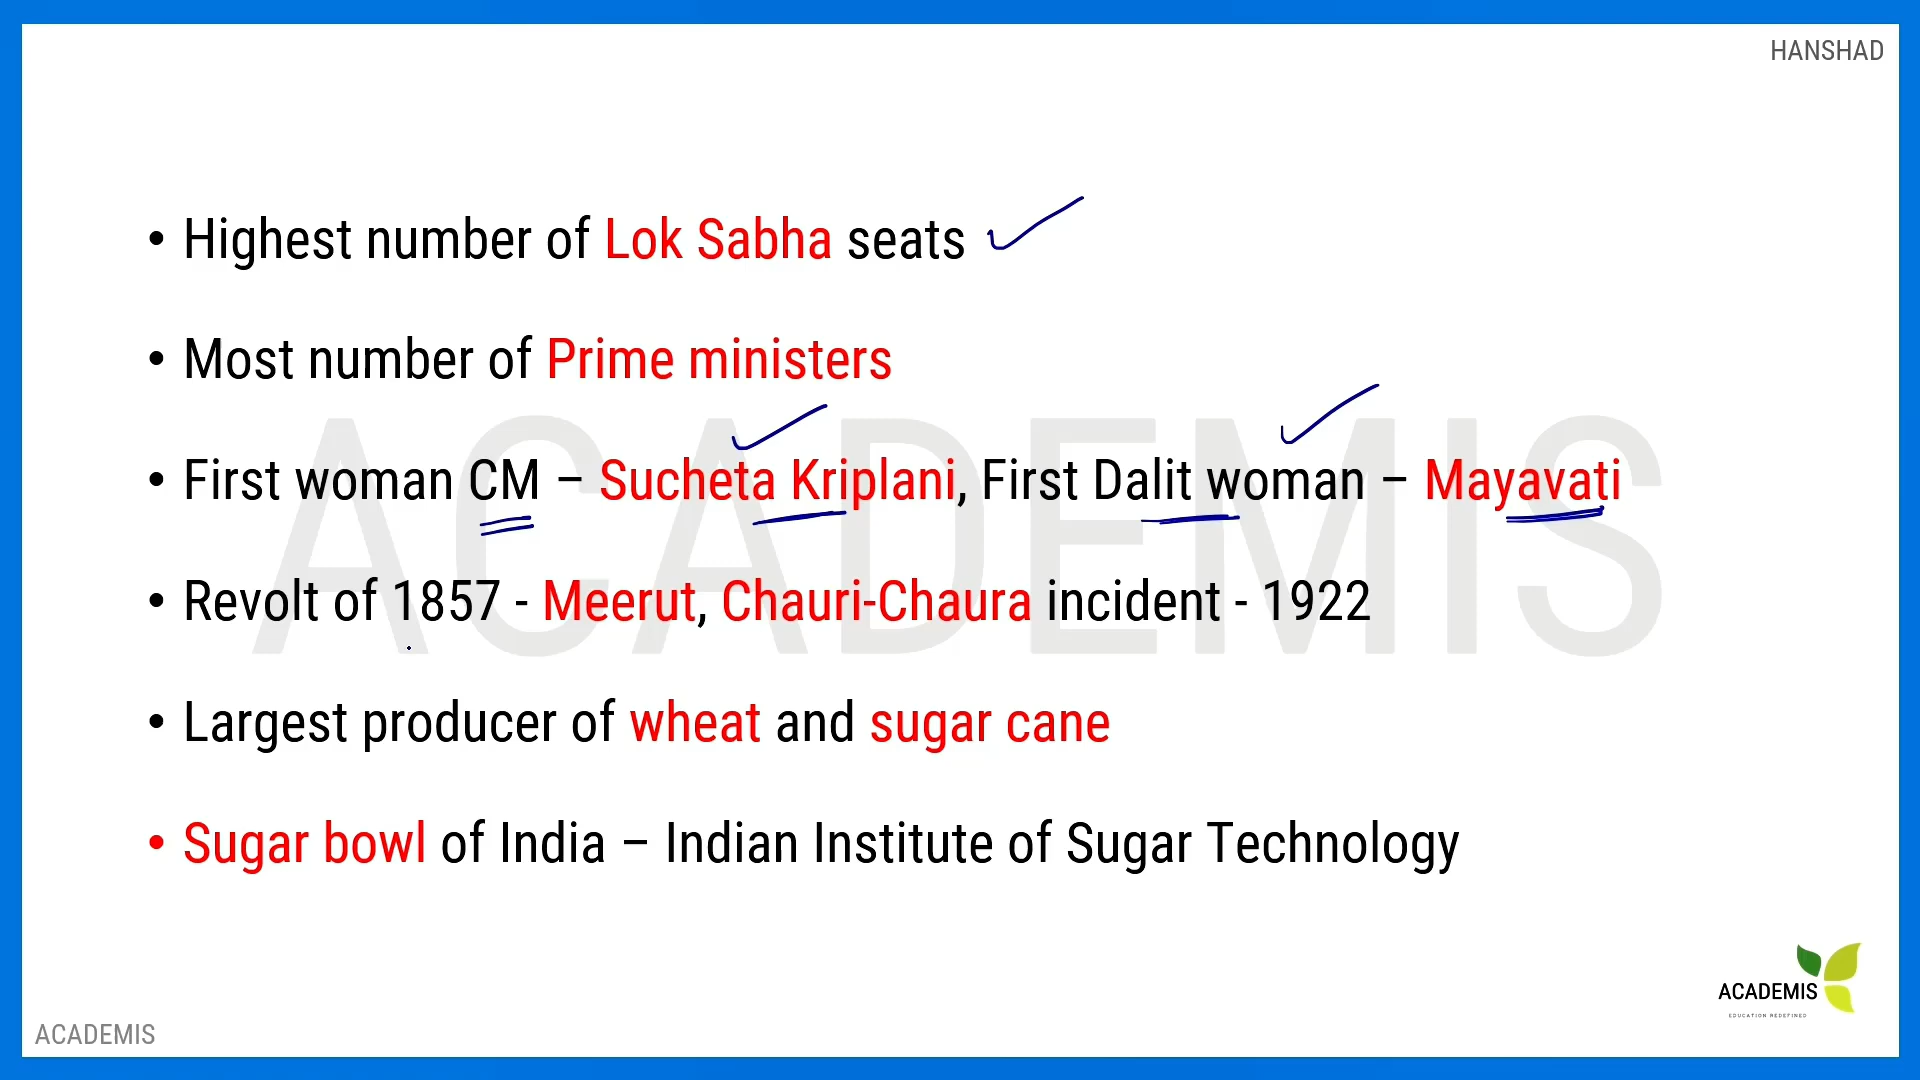 HANSHAD
• Highest number of Lok Sabha seats
• Most number of Prime ministers
• First woman CM – Sucheta Kriplani, First Dalit woman – Mayavati
• Revolt of 1857 - Meerut, Chauri-Chaura incident - 1922
• Largest producer of wheat and sugar cane
• Sugar bowl of India – Indian Institute of Sugar Technology
ACADEMIS
ACADEMIS
EDUCATION REDEFINED
ACADEMIS